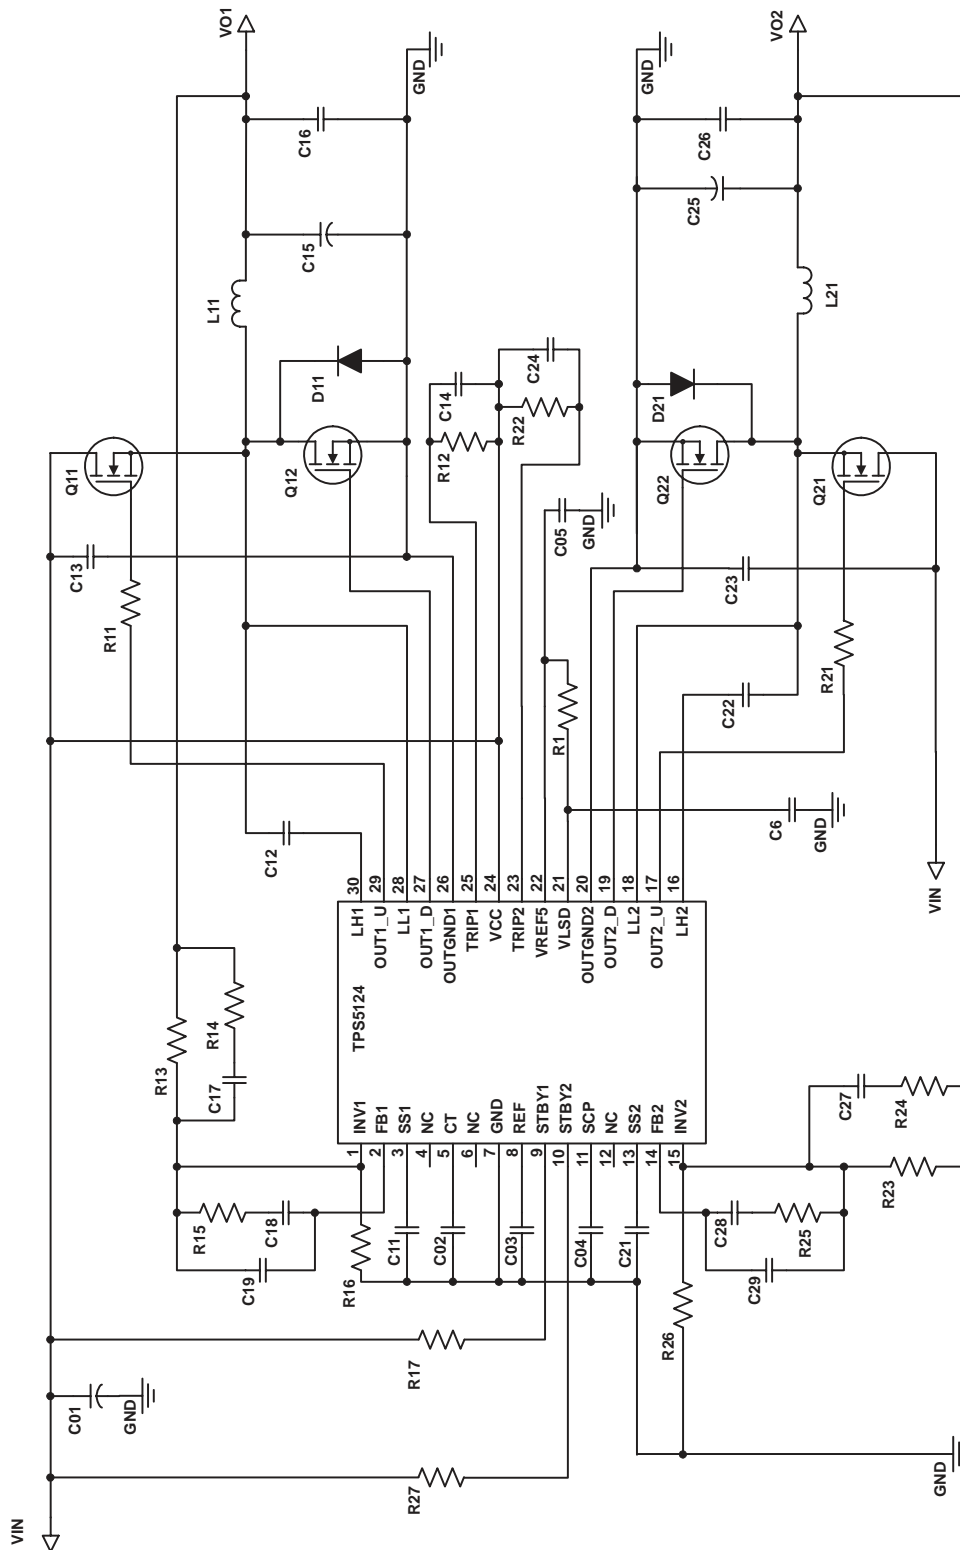 VO1
VO2
GND
GND
C16
C26
C15
C25
L11
L21
D11
C14
C24
D21
R12
R22
Q11
Q12
Q22
Q21
C13
C05
GND
C23
R11
R21
R1
C22
C12
C6
GND
VIN
30
29
28
27
26
25
24
23
22
21
20
19
18
17
16
LH1
OUT1_U
LL1
OUT1_D
OUTGND1
TRIP1
VCC
TRIP2
VREF5
VLSD
OUTGND2
OUT2_D
LL2
OUT2_U
LH2
TPS5124
R14
R13
C17
C27
R24
INV1
FB1
SS1
NC
CT
NC
GND
REF
STBY1
STBY2
SCP
NC
SS2
FB2
INV2
1
2
3
4
5
6
7
8
9
10
11
12
13
14
15
R23
R15
C18
C28
R25
C19
C29
R16
C11
C02
C03
C04
C21
R26
R17
C01
GND
R27
GND
VIN